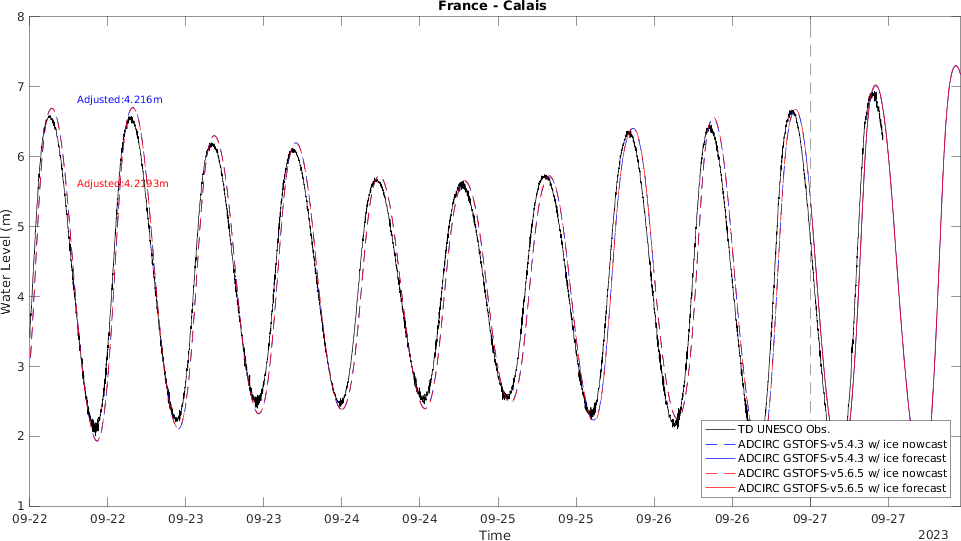 France - Calais
8
7
6
5
4
3
2
1
Water Level (m)
Adjusted:4.216m
Adjusted:4.2193m
TD UNESCO Obs.
ADCIRC GSTOFS-v5.4.3 w/ ice nowcast
ADCIRC GSTOFS-v5.4.3 w/ ice forecast
ADCIRC GSTOFS-v5.6.5 w/ ice nowcast
ADCIRC GSTOFS-v5.6.5 w/ ice forecast
09-22 09-22 09-23 09-23 09-24 09-24 09-25 09-25 09-26 09-26 09-27 09-27
Time
2023